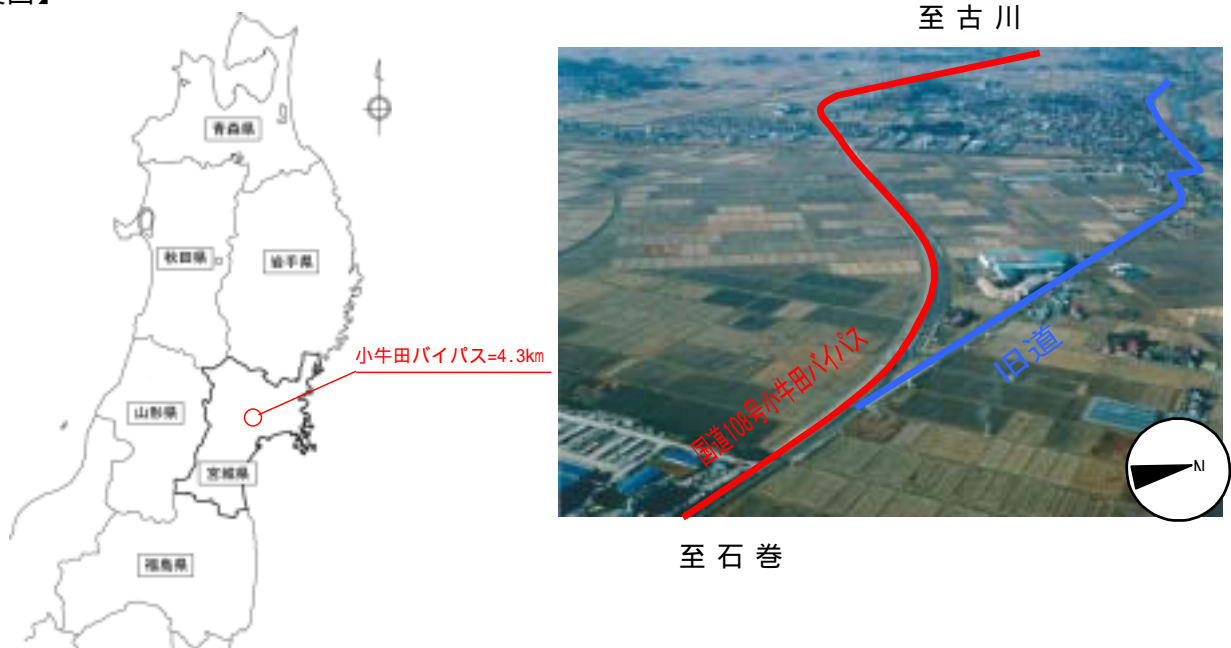 至古川
青森県
秋田県
岩手県
小牛田バイパス=4.3km
山形県
宮城県
福島県
国道108号小牛田バイパス
旧道
N
至石巻